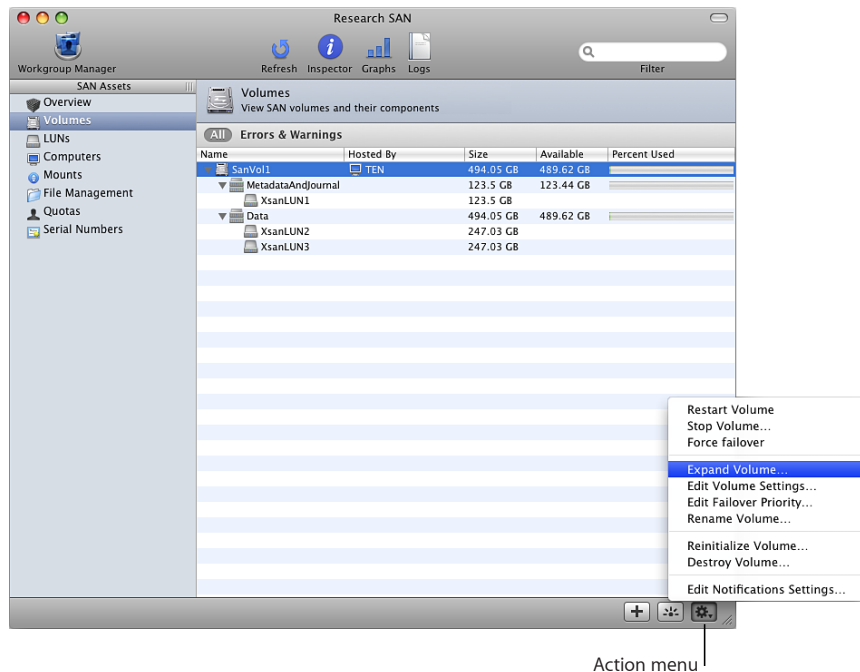 Research SAN
Workgroup Manager
Refresh Inspector Graphs Logs
Filter
SAN Assets
Overview
Volumes
LUNs
Computers
Mounts
File Management
Quotas
Serial Numbers
Volumes
View SAN volumes and their components
All Errors & Warnings
Name Hosted By Size Available Percent Used
SanVol1 TEN 494.05 GB 489.62 GB
MetadataAndJournal 123.5 GB 123.44 GB
XsanLUN1 123.5 GB
Data 494.05 GB 489.62 GB
XsanLUN2 247.03 GB
XsanLUN3 247.03 GB
Restart Volume
Stop Volume...
Force failover
Expand Volume...
Edit Volume Settings...
Edit Failover Priority...
Rename Volume...
Reinitialize Volume...
Destroy Volume...
Edit Notifications Settings...
Action menu